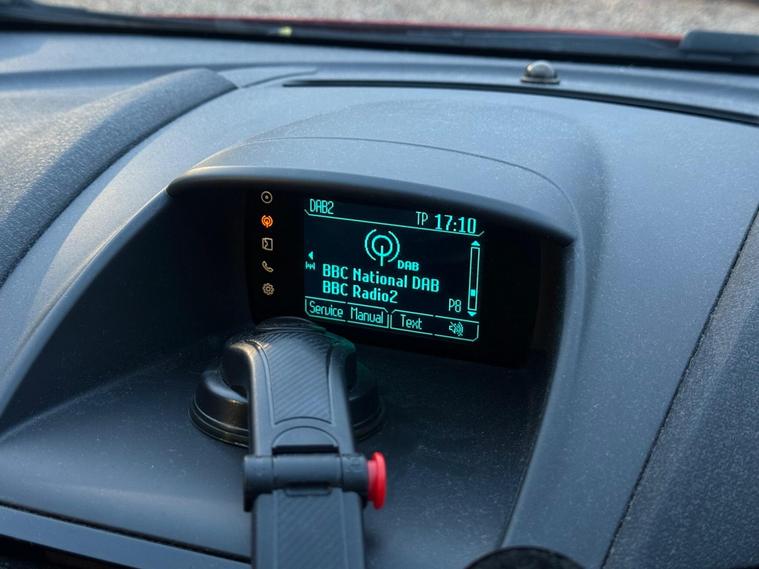 DAB2
TP 17:10
DAB
BBC National DAB
BBC Radio2
P8
Service Manual Text